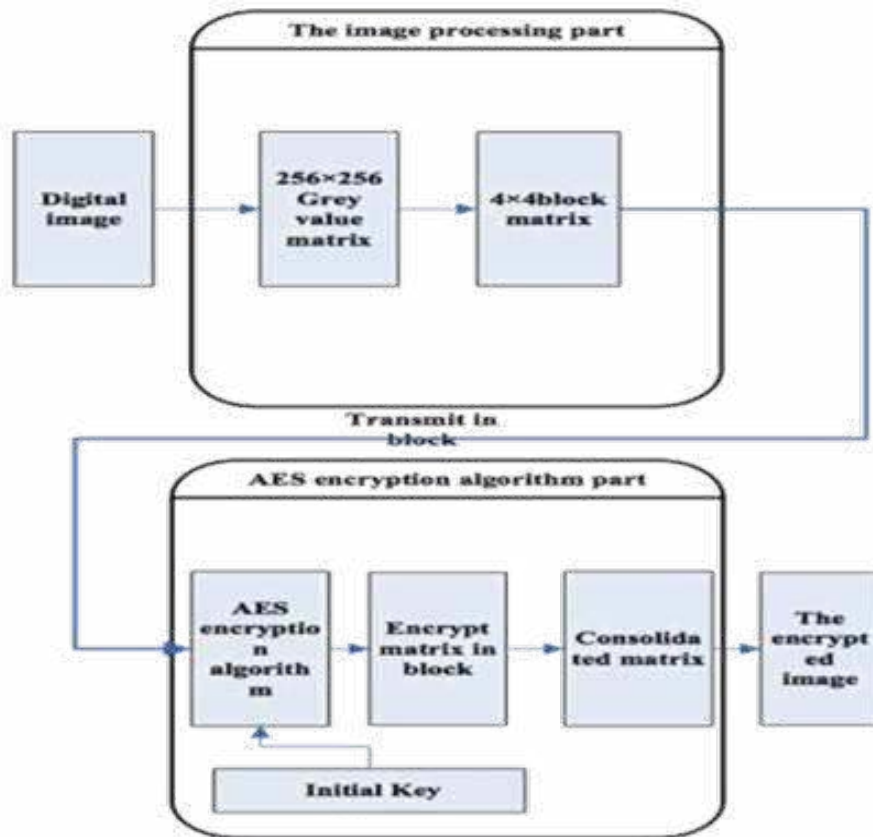 The image processing part
Digital
image
256×256
Grey
value
matrix
4×4block
matrix
Transmit in
block
AES encryption algorithm part
AES
encryptio
n
algorith
m
Encrypt
matrix in
block
Consolida
ted matrix
The
encrypt
ed
image
Initial Key